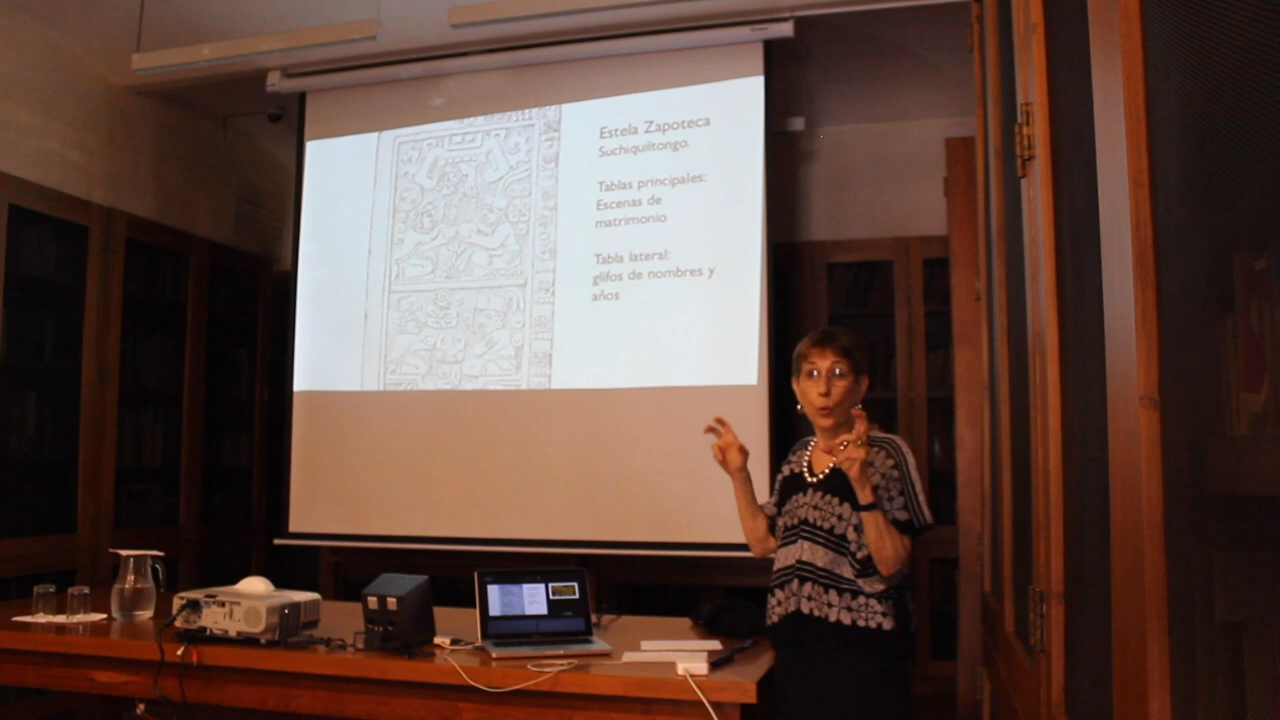 Estela Zapoteca
Suchiquiltongo.
Tablas principales:
Escenas de
matrimonio
Tabla lateral:
glifos de nombres y
años